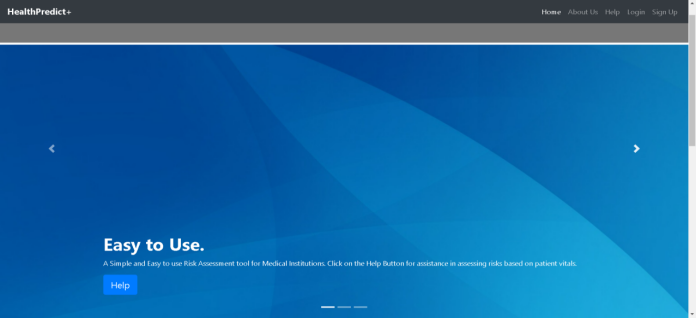 HealthPredict+
Home About Us Help Login Sign Up
Easy to Use.
A Simple and Easy to use Risk Assessment tool for Medical Institutions. Click on the Help Button for assistance in assessing risks based on patient vitals.
Help